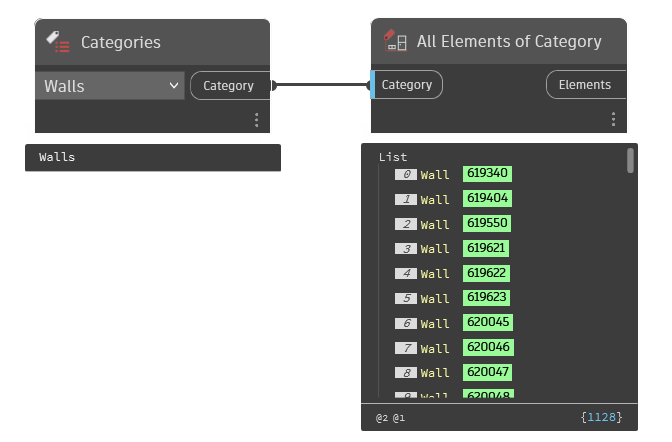 Categories
Walls
Category
Walls
All Elements of Category
Category
Elements
List
0 Wall 619340
1 Wall 619404
2 Wall 619550
3 Wall 619621
4 Wall 619622
5 Wall 619623
6 Wall 620045
7 Wall 620046
8 Wall 620047
9 Wall 620048
@2 @1
{1128}